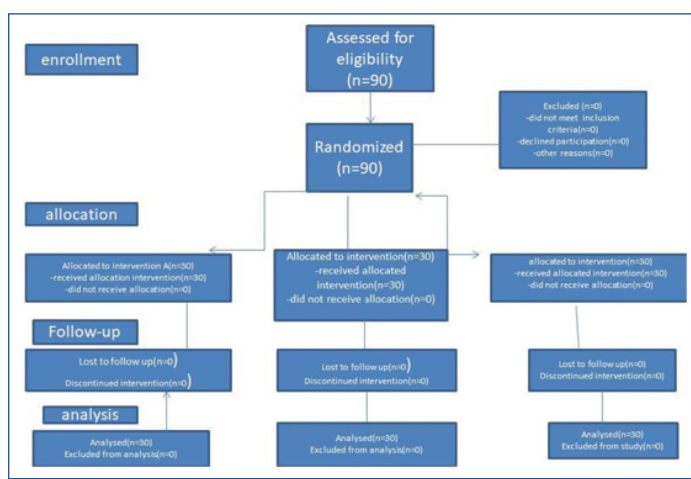 enrollment
Assessed for
eligibility
(n=90)
Excluded (n=0)
-did not meet inclusion
criteria(n=0)
-declined participation(n=0)
-other reasons(n=0)
Randomized
(n=90)
allocation
Allocated to intervention A(n=30)
-received allocation intervention(n=30)
-did not receive allocation(n=0)
Allocated to intervention(n=30)
-received allocated
intervention(n=30)
-did not receive allocation(n=0)
allocated to intervention(n=30)
-received allocated intervention(n=30)
-did not receive allocation(n=0)
Follow-up
Lost to follow up(n=0)
Discontinued intervention(n=0)
Lost to follow up(n=0)
Discontinued intervention(n=0)
Lost to follow up(n=0)
Discontinued intervention(n=0)
analysis
Analysed(n=30)
Excluded from analysis(n=0)
Analysed(n=30)
Excluded from analysis(n=0)
Analysed(n=30)
Excluded from study(n=0)